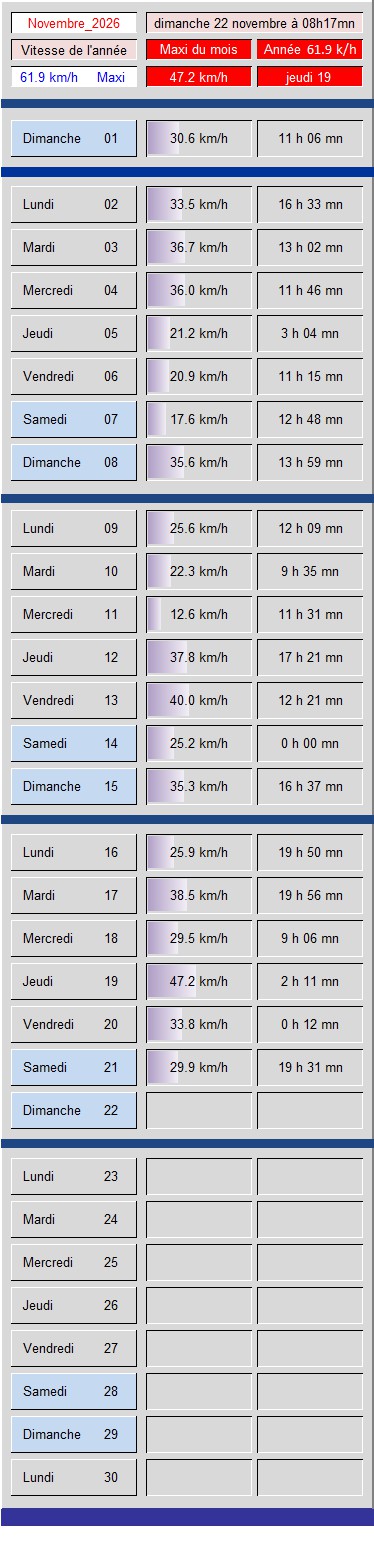 Novembre_2026 dimanche 22 novembre à 08h17mn
Vitesse de l'année Maxi du mois Année 61.9 k/h
61.9 km/h Maxi 47.2 km/h jeudi 19
Dimanche 01 30.6 km/h 11 h 06 mn
Lundi 02 33.5 km/h 16 h 33 mn
Mardi 03 36.7 km/h 13 h 02 mn
Mercredi 04 36.0 km/h 11 h 46 mn
Jeudi 05 21.2 km/h 3 h 04 mn
Vendredi 06 20.9 km/h 11 h 15 mn
Samedi 07 17.6 km/h 12 h 48 mn
Dimanche 08 35.6 km/h 13 h 59 mn
Lundi 09 25.6 km/h 12 h 09 mn
Mardi 10 22.3 km/h 9 h 35 mn
Mercredi 11 12.6 km/h 11 h 31 mn
Jeudi 12 37.8 km/h 17 h 21 mn
Vendredi 13 40.0 km/h 12 h 21 mn
Samedi 14 25.2 km/h 0 h 00 mn
Dimanche 15 35.3 km/h 16 h 37 mn
Lundi 16 25.9 km/h 19 h 50 mn
Mardi 17 38.5 km/h 19 h 56 mn
Mercredi 18 29.5 km/h 9 h 06 mn
Jeudi 19 47.2 km/h 2 h 11 mn
Vendredi 20 33.8 km/h 0 h 12 mn
Samedi 21 29.9 km/h 19 h 31 mn
Dimanche 22
Lundi 23
Mardi 24
Mercredi 25
Jeudi 26
Vendredi 27
Samedi 28
Dimanche 29
Lundi 30